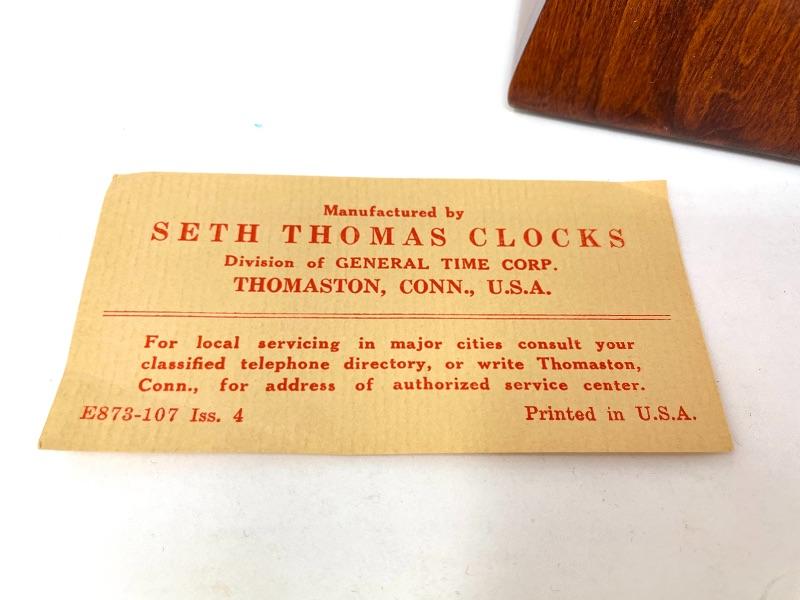 Manufactured by
SETH THOMAS CLOCKS
Division of GENERAL TIME CORP.
THOMASTON, CONN., U.S.A.
For local servicing in major cities consult your
classified telephone directory, or write Thomaston,
Conn., for address of authorized service center.
E873-107 Iss. 4 Printed in U.S.A.